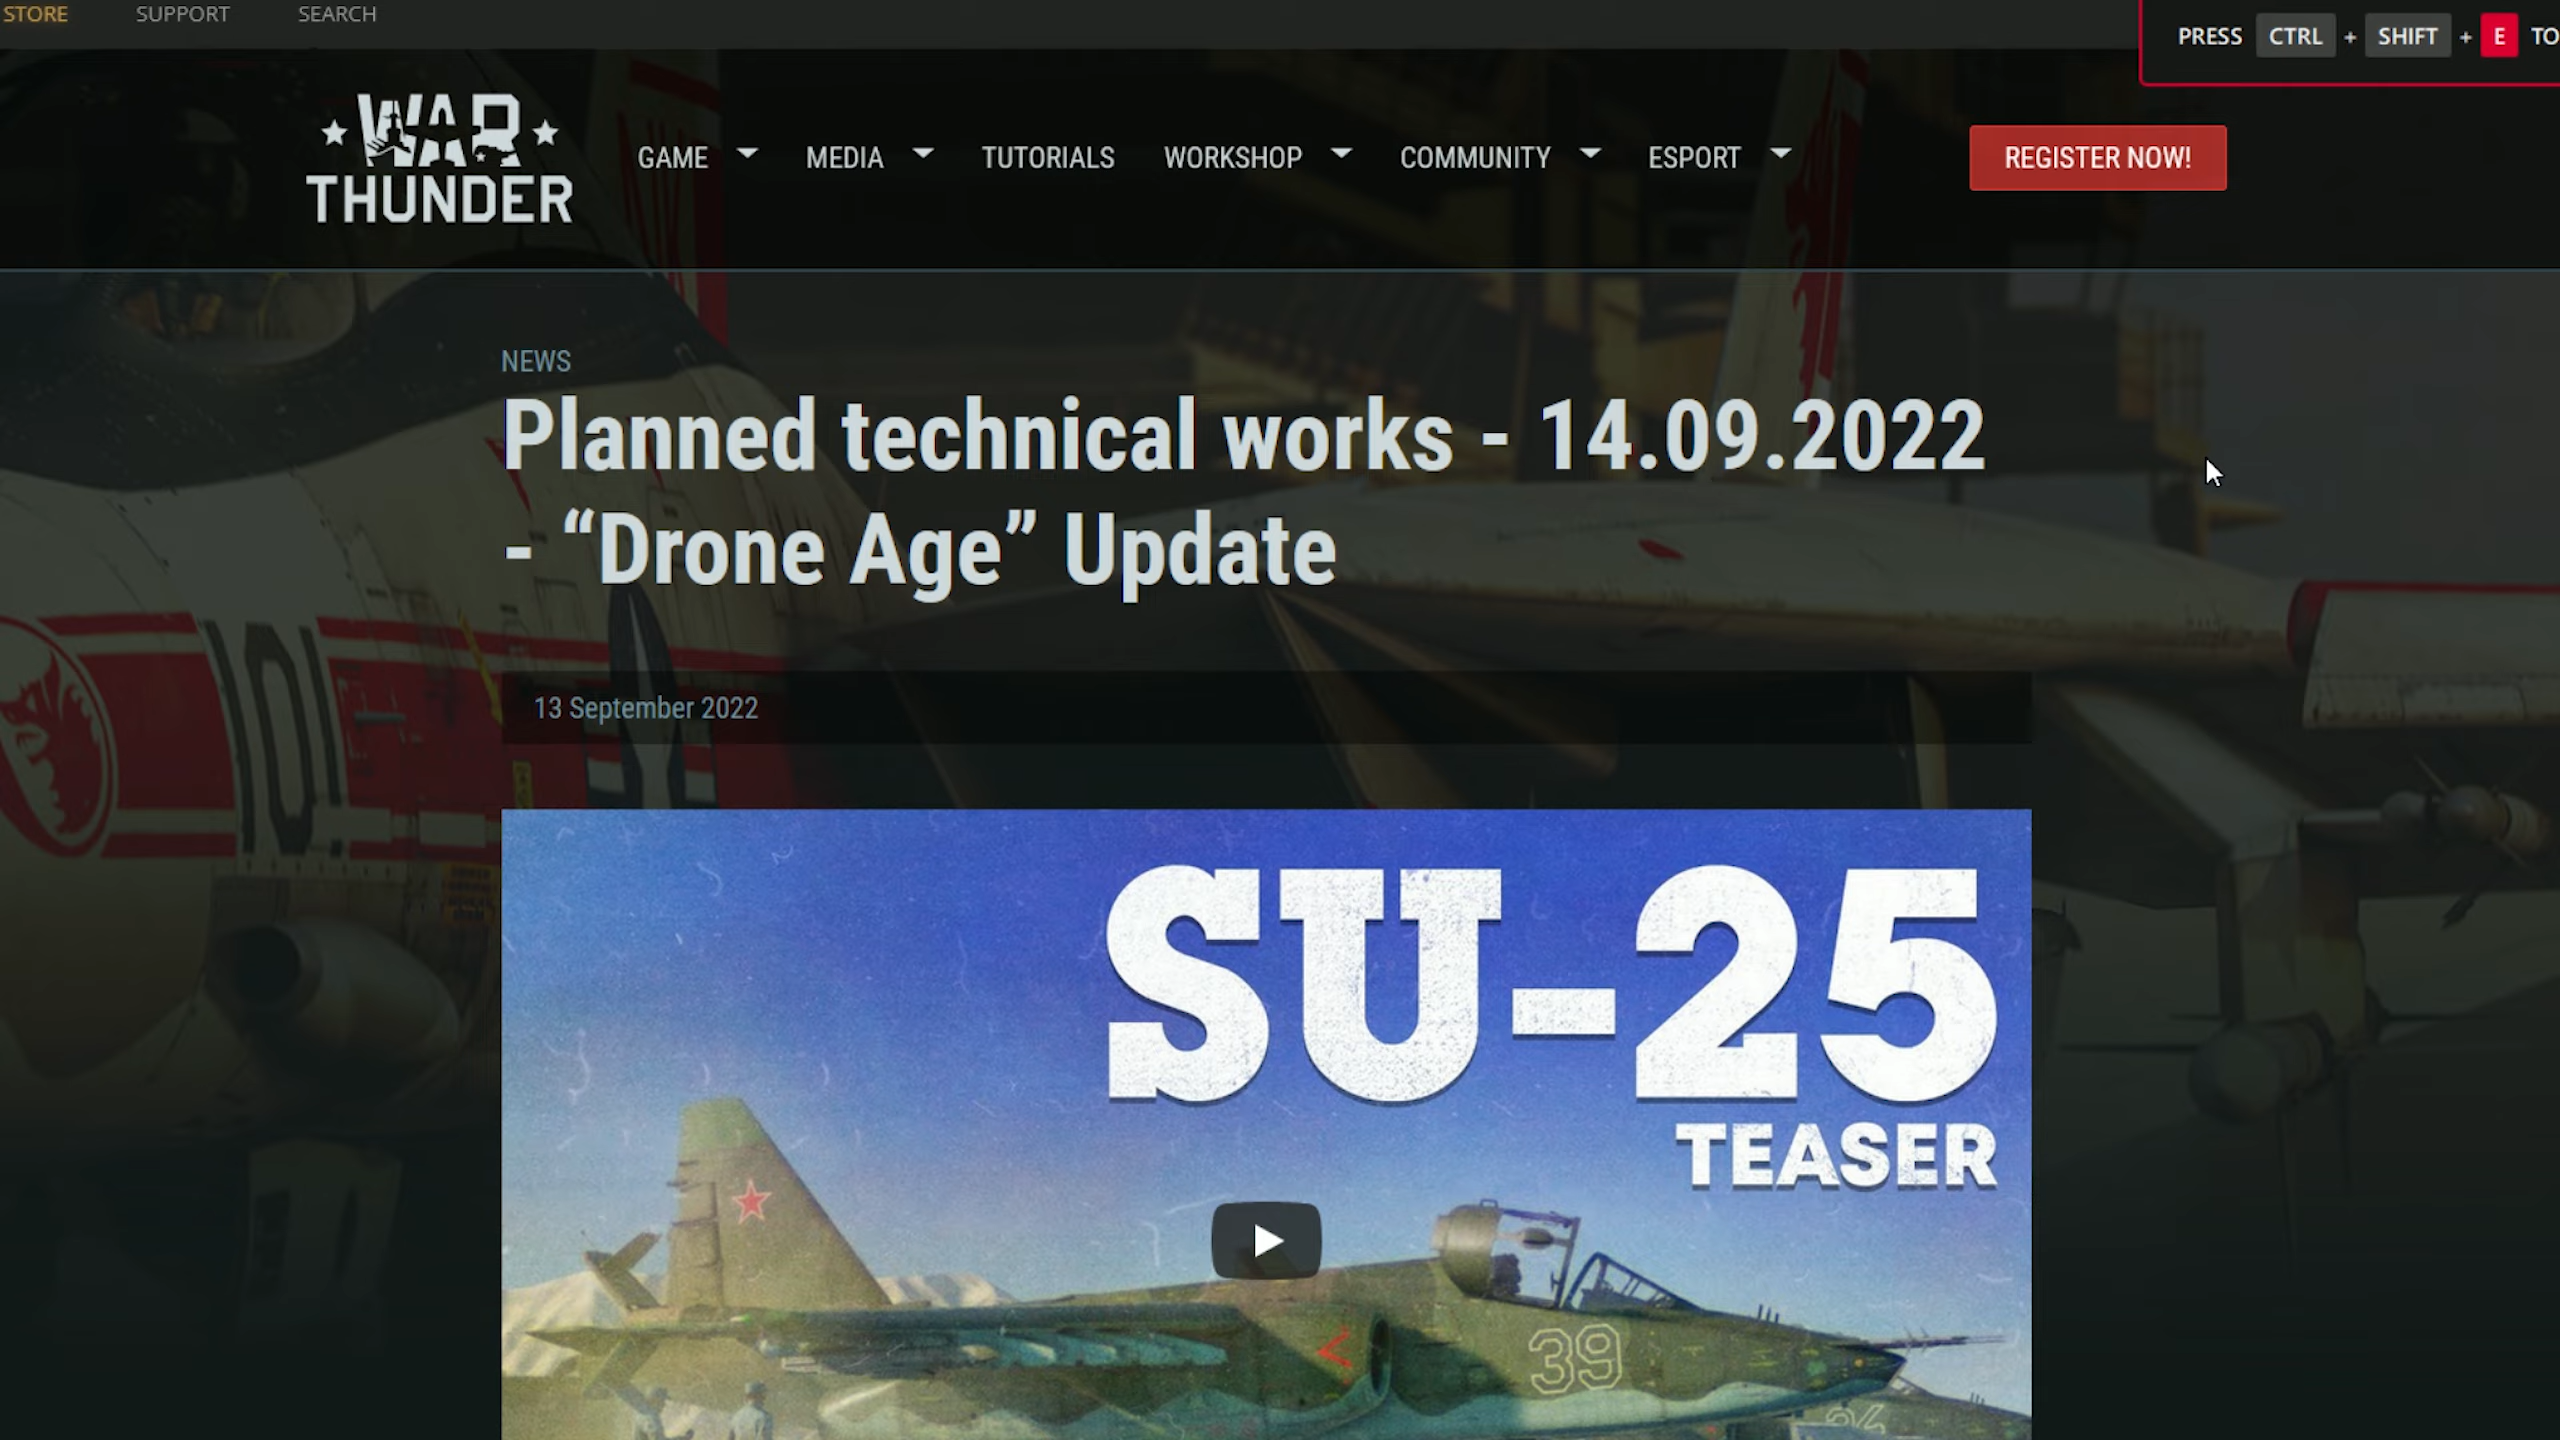 STORE SUPPORT SEARCH
PRESS CTRL + SHIFT + E TO
WAR
THUNDER
GAME MEDIA TUTORIALS WORKSHOP COMMUNITY ESPORT
REGISTER NOW!
NEWS
Planned technical works - 14.09.2022
- “Drone Age” Update
101
13 September 2022
SU-25
TEASER
39